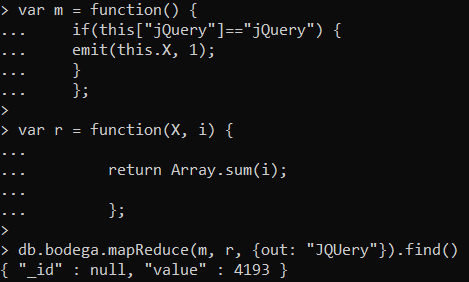 > var m = function() {
...     if(this["jQuery"]=="jQuery") {
...     emit(this.X, 1);
...     }
...     };
>
> var r = function(X, i) {
...
...         return Array.sum(i);
...
...         };
>
> db.bodega.mapReduce(m, r, {out: "JQUery"}).find()
{ "_id" : null, "value" : 4193 }